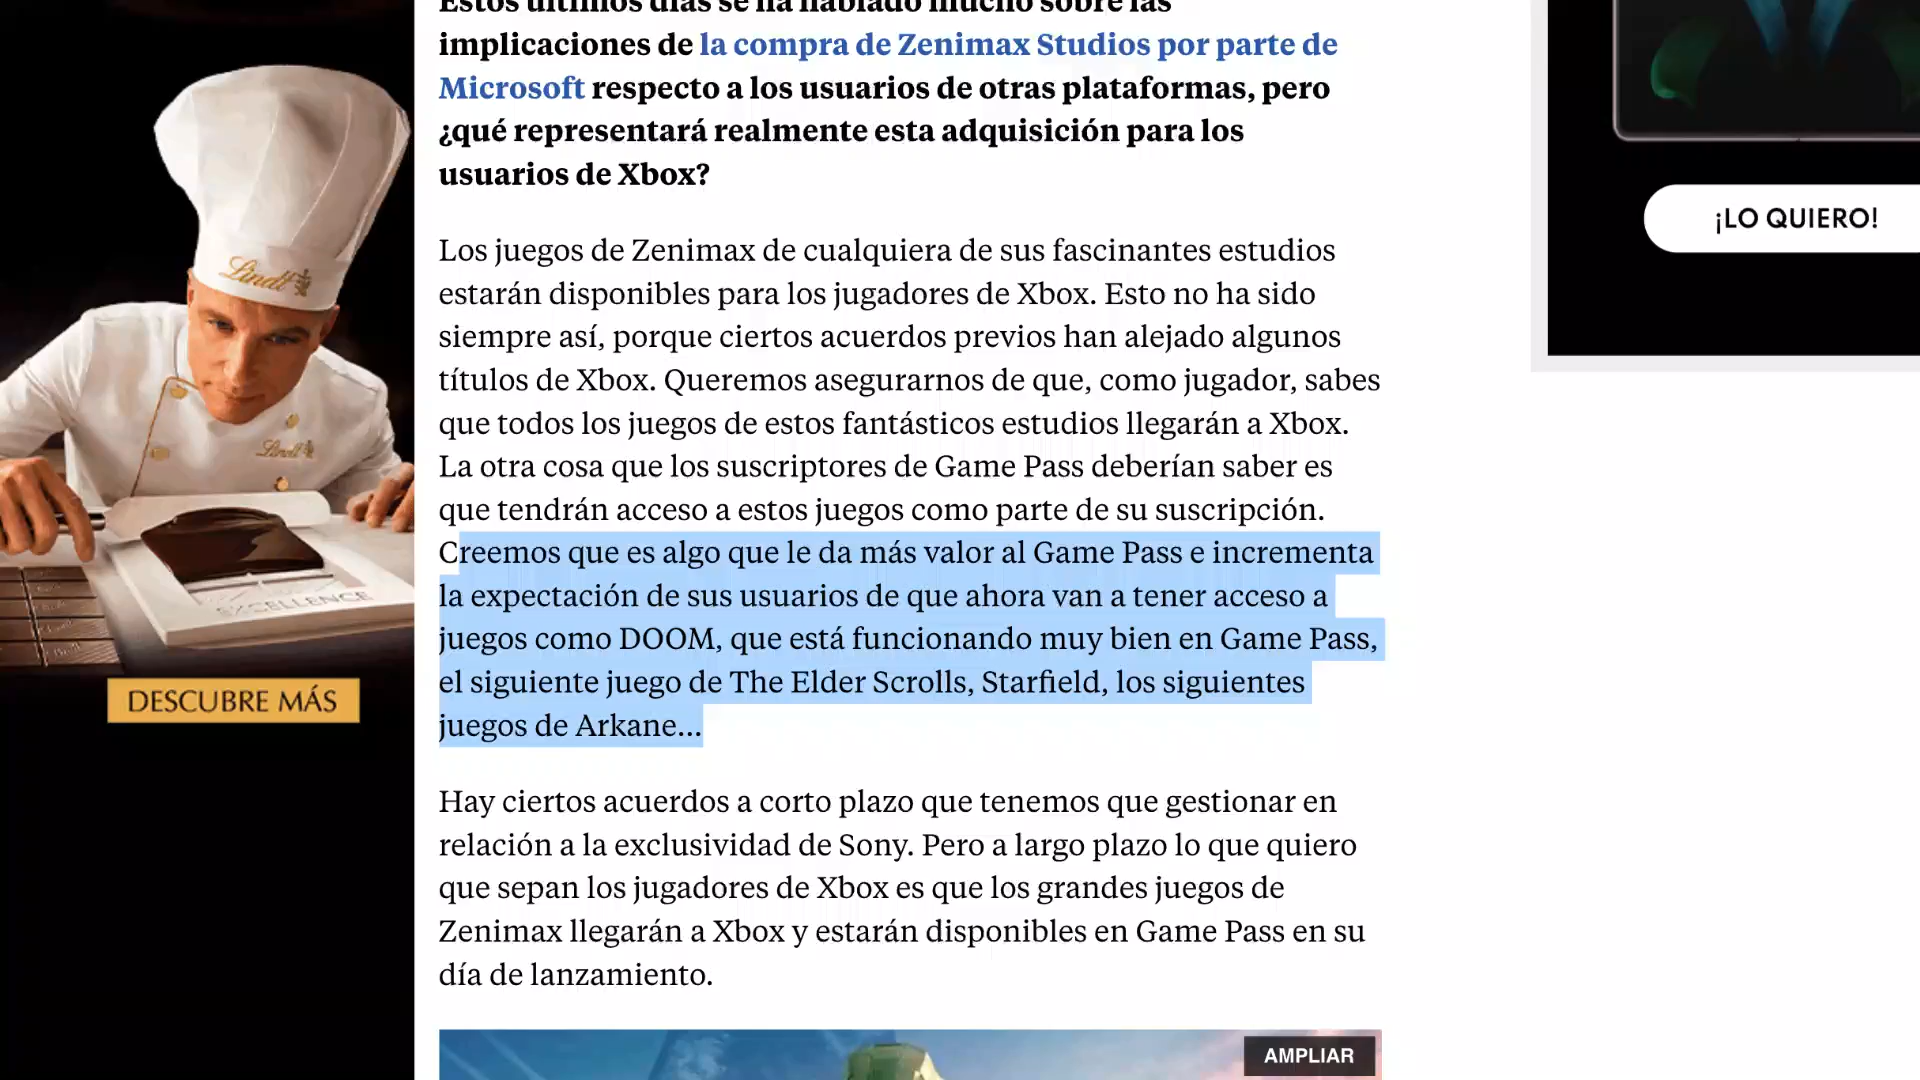 Estos últimos días se ha hablado mucho sobre las
implicaciones de la compra de Zenimax Studios por parte de
Microsoft respecto a los usuarios de otras plataformas, pero
¿qué representará realmente esta adquisición para los
usuarios de Xbox?
Los juegos de Zenimax de cualquiera de sus fascinantes estudios
estarán disponibles para los jugadores de Xbox. Esto no ha sido
siempre así, porque ciertos acuerdos previos han alejado algunos
títulos de Xbox. Queremos asegurarnos de que, como jugador, sabes
que todos los juegos de estos fantásticos estudios llegarán a Xbox.
La otra cosa que los suscriptores de Game Pass deberían saber es
que tendrán acceso a estos juegos como parte de su suscripción.
Creemos que es algo que le da más valor al Game Pass e incrementa
la expectación de sus usuarios de que ahora van a tener acceso a
juegos como DOOM, que está funcionando muy bien en Game Pass,
el siguiente juego de The Elder Scrolls, Starfield, los siguientes
juegos de Arkane...
Hay ciertos acuerdos a corto plazo que tenemos que gestionar en
relación a la exclusividad de Sony. Pero a largo plazo lo que quiero
que sepan los jugadores de Xbox es que los grandes juegos de
Zenimax llegarán a Xbox y estarán disponibles en Game Pass en su
día de lanzamiento.
AMPLIAR
Lindt
Lindt
EXCELLENCE
DESCUBRE MÁS
¡LO QUIERO!